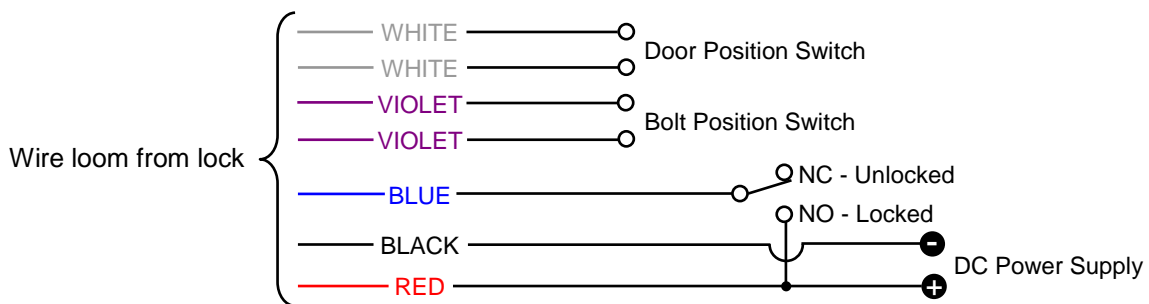 WHITE
Door Position Switch
WHITE
VIOLET
Bolt Position Switch
VIOLET
Wire loom from lock
NC - Unlocked
BLUE
NO - Locked
BLACK
-
DC Power Supply
RED
+